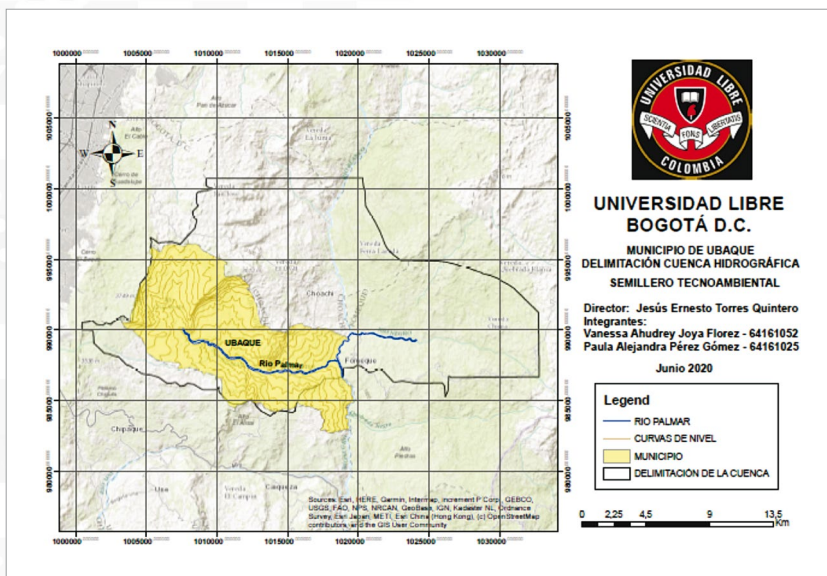 1000000 1005000 1010000 1015000 1020000 1025000 1030000
1005000
1000000
995000
990000
985000
980000
N
W E
S
Choachí
UBAQUE
Río Palmar
Fómeque
Chipaque
Une
Caqueza
Sources: Esri, HERE, Garmin, Intermap, increment P Corp., GEBCO,
USGS, FAO, NPS, NRCAN, GeoBase, IGN, Kadaster NL, Ordnance
Survey, Esri Japan, METI, Esri China (Hong Kong), (c) OpenStreetMap
contributors, and the GIS User Community
1000000 1005000 1010000 1015000 1020000 1025000 1030000
UNIVERSIDAD LIBRE
SCIENTIA FONS LIBERTATIS
COLOMBIA
UNIVERSIDAD LIBRE
BOGOTÁ D.C.
MUNICIPIO DE UBAQUE
DELIMITACIÓN CUENCA HIDROGRÁFICA
SEMILLERO TECNOAMBIENTAL
Director: Jesús Ernesto Torres Quintero
Integrantes:
Vanessa Ahudrey Joya Florez - 64161052
Paula Alejandra Pérez Gómez - 64161025
Junio 2020
Legend
RIO PALMAR
CURVAS DE NIVEL
MUNICIPIO
DELIMITACIÓN DE LA CUENCA
0 2,25 4,5 9 13,5
Km